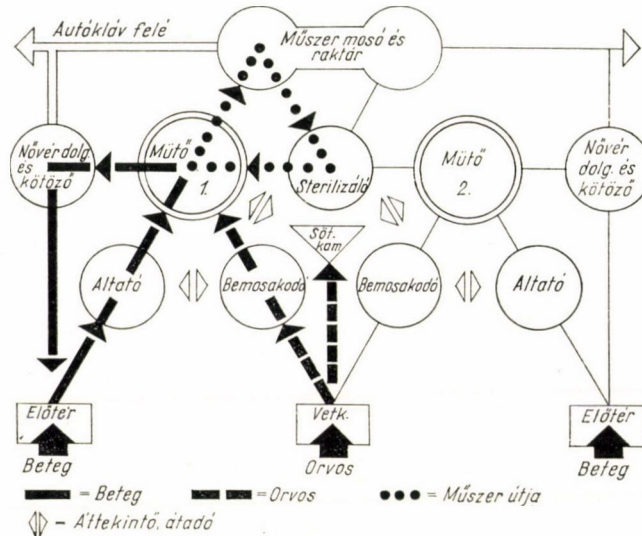 Autókláv felé
Műszer mosó és
raktár
Nővér dolg.
és
kötöző
Műtő
1.
Sterilizáló
Műtő
2.
Nővér
dolg. és
kötöző
Söt.
kam.
Altató
Bemosakodó
Bemosakodó
Altató
Előtér
Vetk.
Előtér
Beteg
Orvos
Beteg
= Beteg
= Orvos
= Műszer útja
– Áttekintő, átadó